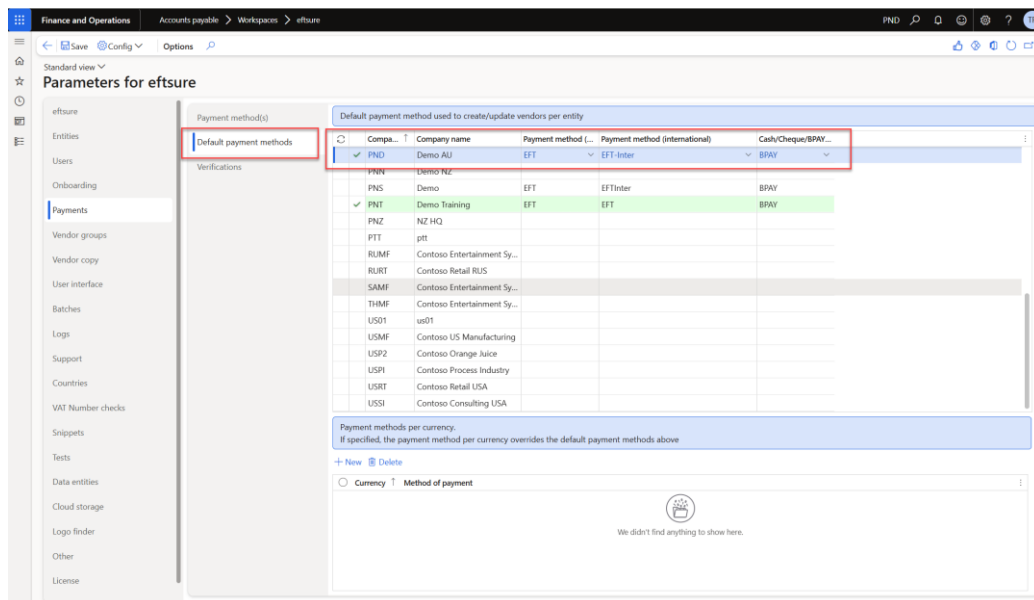 Finance and Operations Accounts payable > Workspaces > eftsure PND ?
Save Config Options
Standard view
Parameters for eftsure
eftsure
Entities
Users
Onboarding
Payments
Vendor groups
Vendor copy
User interface
Batches
Logs
Support
Countries
VAT Number checks
Snippets
Tests
Data entities
Cloud storage
Logo finder
Other
License
Payment method(s)
Default payment methods
Verifications
Default payment method used to create/update vendors per entity
Compa... ↑ Company name Payment method (... Payment method (international) Cash/Cheque/BPAY...
PND Demo AU EFT EFT-Inter BPAY
PNN Demo NZ
PNS Demo EFT EFTInter BPAY
PNT Demo Training EFT EFT BPAY
PNZ NZ HQ
PTT ptt
RUMF Contoso Entertainment Sy...
RURT Contoso Retail RUS
SAMF Contoso Entertainment Sy...
THMF Contoso Entertainment Sy...
US01 us01
USMF Contoso US Manufacturing
USP2 Contoso Orange Juice
USPI Contoso Process Industry
USRT Contoso Retail USA
USSI Contoso Consulting USA
Payment methods per currency.
If specified, the payment method per currency overrides the default payment methods above
+ New Delete
Currency ↑ Method of payment
We didn't find anything to show here.